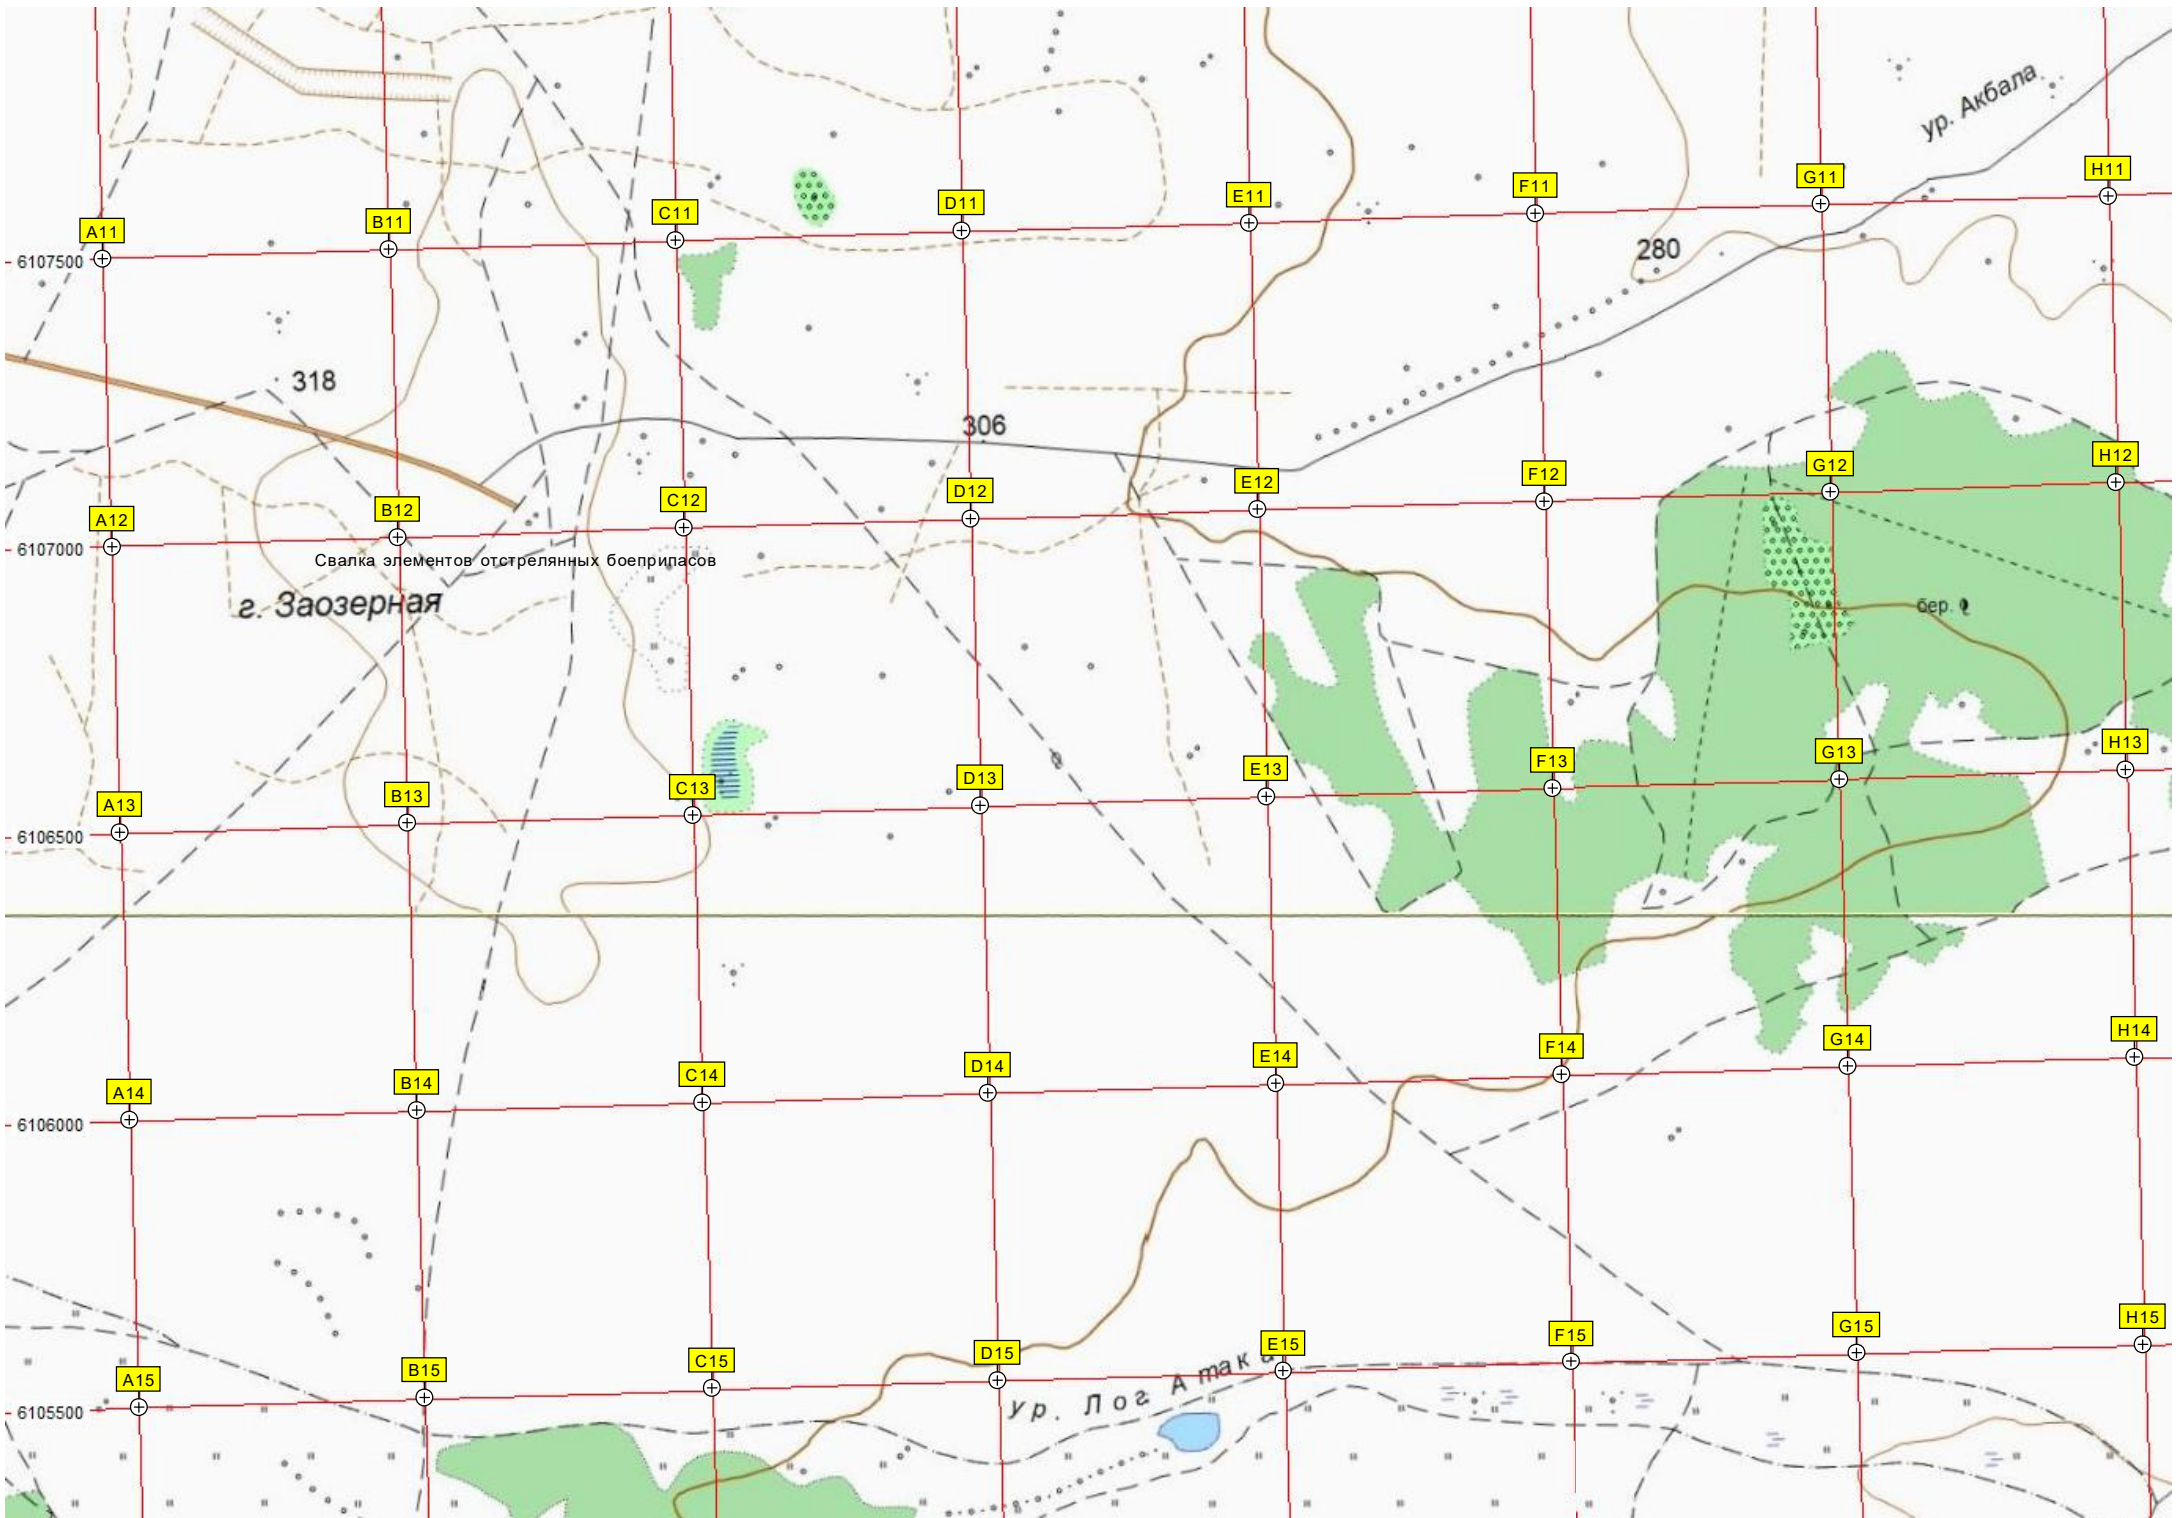 ур. Акбала
A11
B11
C11
D11
E11
F11
G11
H11
6107500
280
318
306
A12
B12
C12
D12
E12
F12
G12
H12
6107000
Свалка элементов отстрелянных боеприпасов
г. Заозерная
бер.
A13
B13
C13
D13
E13
F13
G13
H13
6106500
A14
B14
C14
D14
E14
F14
G14
H14
6106000
A15
B15
C15
D15
E15
F15
G15
H15
ур. Лог Атака
6105500